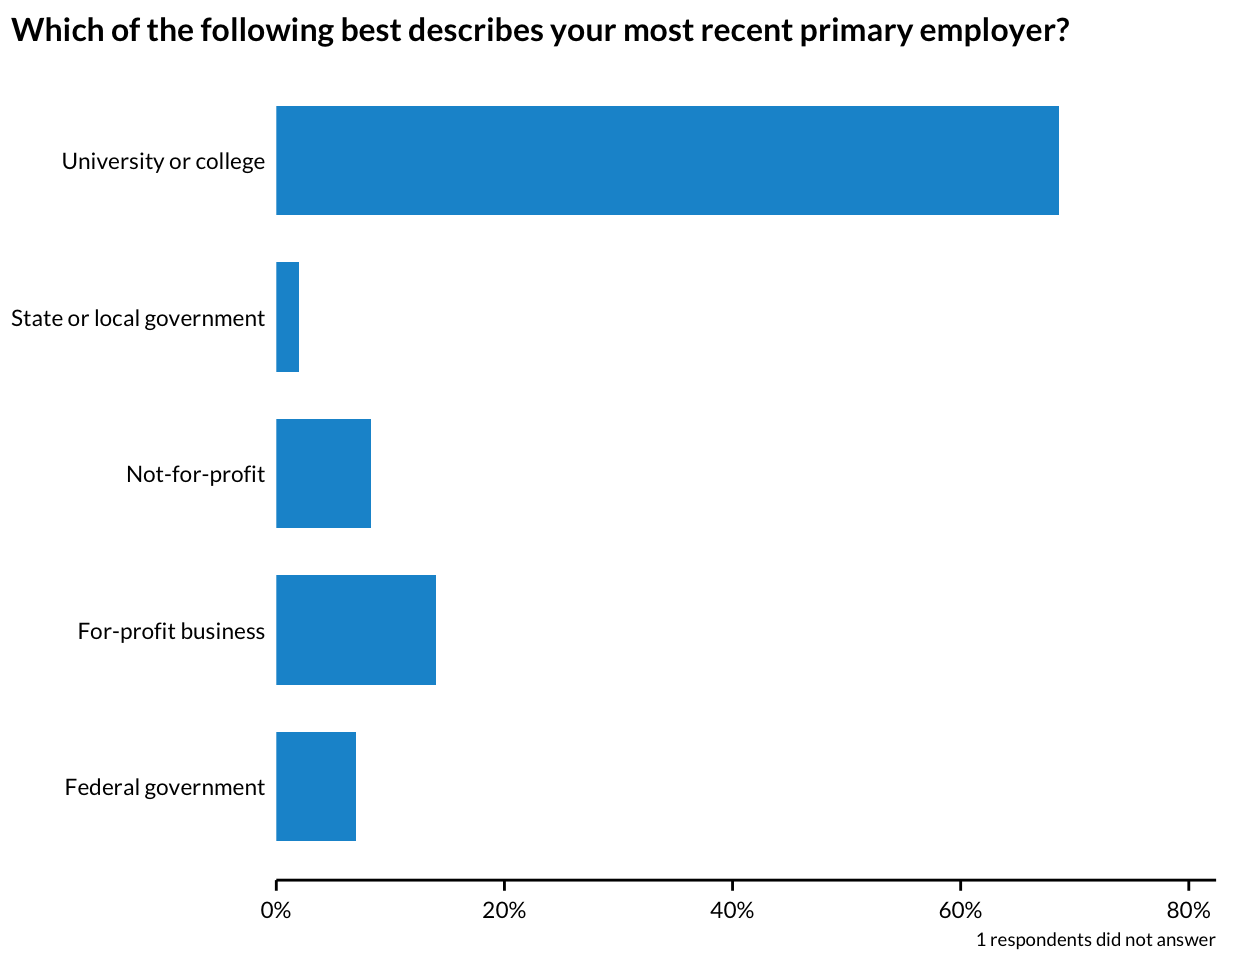 Which of the following best describes your most recent primary employer?
University or college
State or local government
Not-for-profit
For-profit business
Federal government
0% 20% 40% 60% 80%
1 respondents did not answer